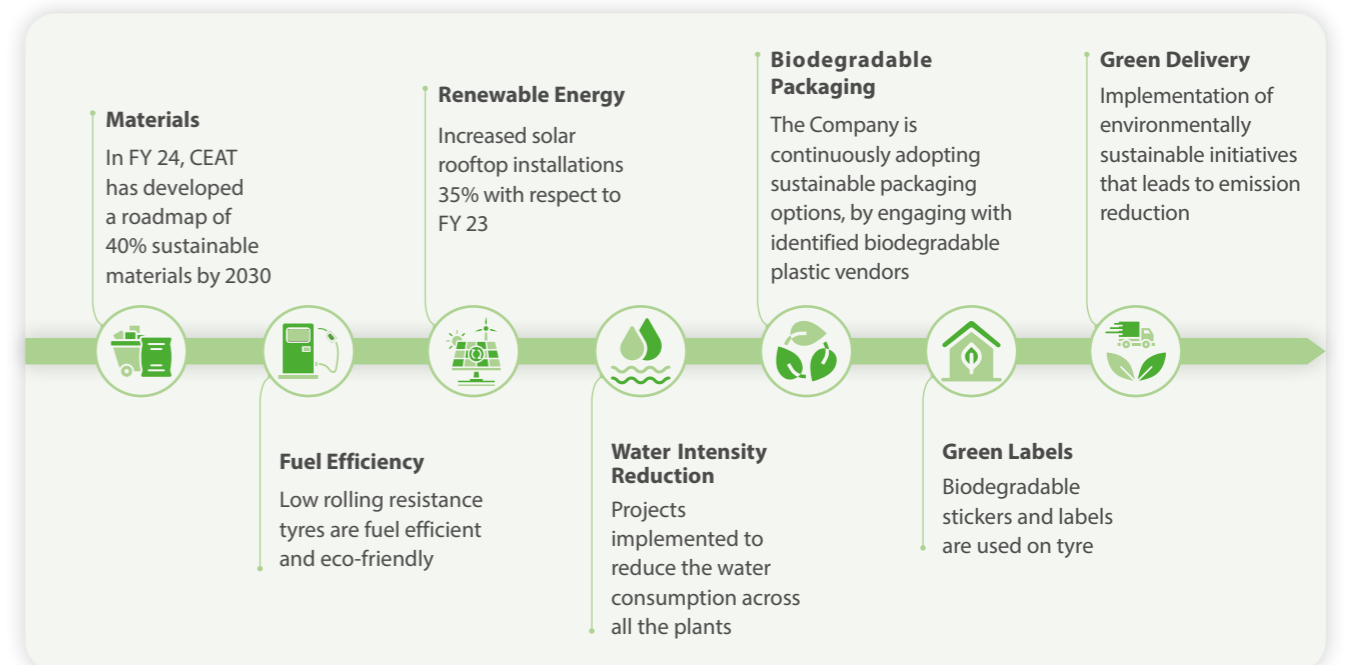 Materials
In FY 24, CEAT
has developed
a roadmap of
40% sustainable
materials by 2030
Fuel Efficiency
Low rolling resistance
tyres are fuel efficient
and eco-friendly
Renewable Energy
Increased solar
rooftop installations
35% with respect to
FY 23
Water Intensity
Reduction
Projects
implemented to
reduce the water
consumption across
all the plants
Biodegradable
Packaging
The Company is
continuously adopting
sustainable packaging
options, by engaging with
identified biodegradable
plastic vendors
Green Labels
Biodegradable
stickers and labels
are used on tyre
Green Delivery
Implementation of
environmentally
sustainable initiatives
that leads to emission
reduction